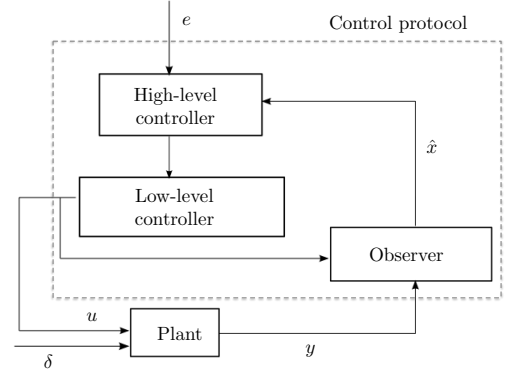 e
Control protocol
High-level
controller
x̂
Low-level
controller
Observer
u
Plant
y
δ